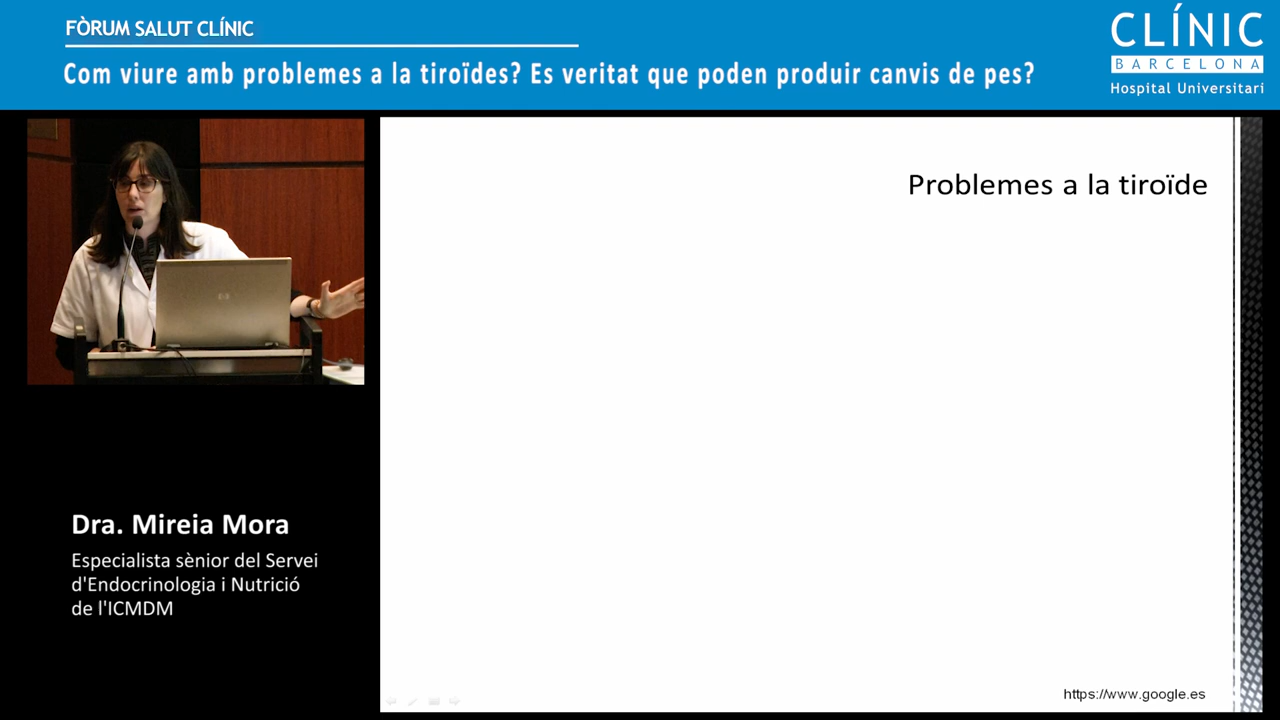 FÒRUM SALUT CLÍNIC
Com viure amb problemes a la tiroïdes? Es veritat que poden produir canvis de pes?
CLÍNIC
BARCELONA
Hospital Universitari
Problemes a la tiroïde
Dra. Mireia Mora
Especialista sènior del Servei
d'Endocrinologia i Nutrició
de l'ICMDM
https://www.google.es